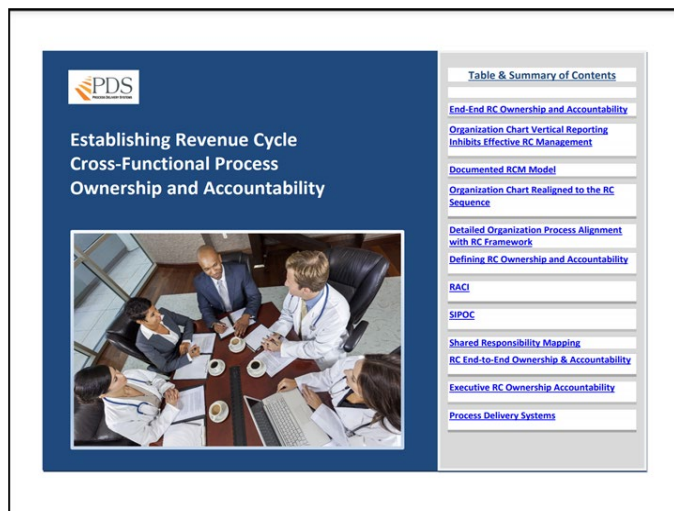 PDS
PROCESS DELIVERY SYSTEMS
Establishing Revenue Cycle
Cross-Functional Process
Ownership and Accountability
Table & Summary of Contents
End-End RC Ownership and Accountability
Organization Chart Vertical Reporting
Inhibits Effective RC Management
Documented RCM Model
Organization Chart Realigned to the RC
Sequence
Detailed Organization Process Alignment
with RC Framework
Defining RC Ownership and Accountability
RACI
SIPOC
Shared Responsibility Mapping
RC End-to-End Ownership & Accountability
Executive RC Ownership Accountability
Process Delivery Systems